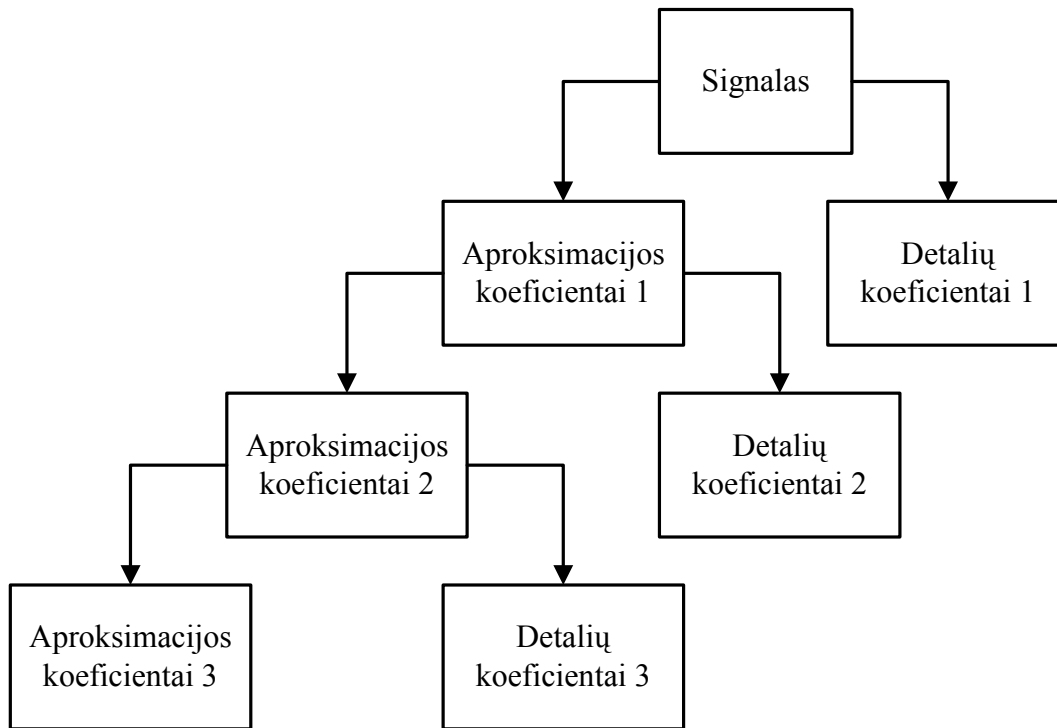 Signalas
Aproksimacijos
koeficientai 1
Detalių
koeficientai 1
Aproksimacijos
koeficientai 2
Detalių
koeficientai 2
Aproksimacijos
koeficientai 3
Detalių
koeficientai 3